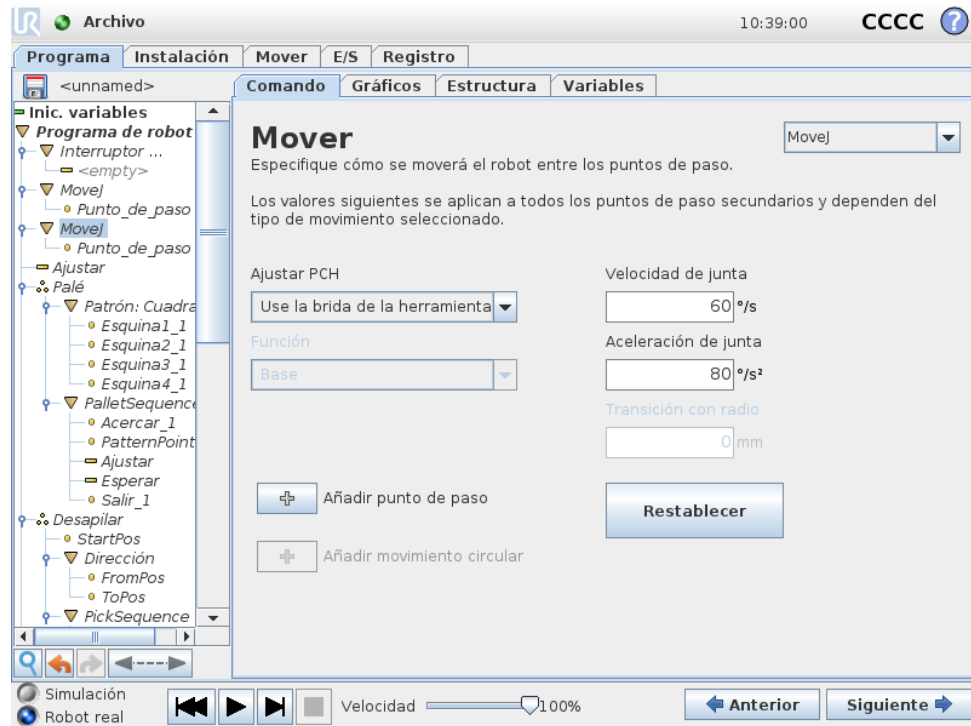 UR Archivo 10:39:00 CCCC ?
Programa Instalación Mover E/S Registro
<unnamed> Comando Gráficos Estructura Variables
Inic. variables
Programa de robot
Interruptor ...
<empty>
MoveJ
Punto_de_paso
MoveJ
Punto_de_paso
Ajustar
Palé
Patrón: Cuadra
Esquina1_1
Esquina2_1
Esquina3_1
Esquina4_1
PalletSequence
Acercar_1
PatternPoint
Ajustar
Esperar
Salir_1
Desapilar
StartPos
Dirección
FromPos
ToPos
PickSequence
Mover MoveJ
Especifique cómo se moverá el robot entre los puntos de paso.
Los valores siguientes se aplican a todos los puntos de paso secundarios y dependen del
tipo de movimiento seleccionado.
Ajustar PCH Velocidad de junta
Use la brida de la herramienta 60 °/s
Función Aceleración de junta
Base 80 °/s²
Transición con radio
0 mm
Añadir punto de paso Restablecer
Añadir movimiento circular
Simulación
Robot real
Velocidad 100% Anterior Siguiente